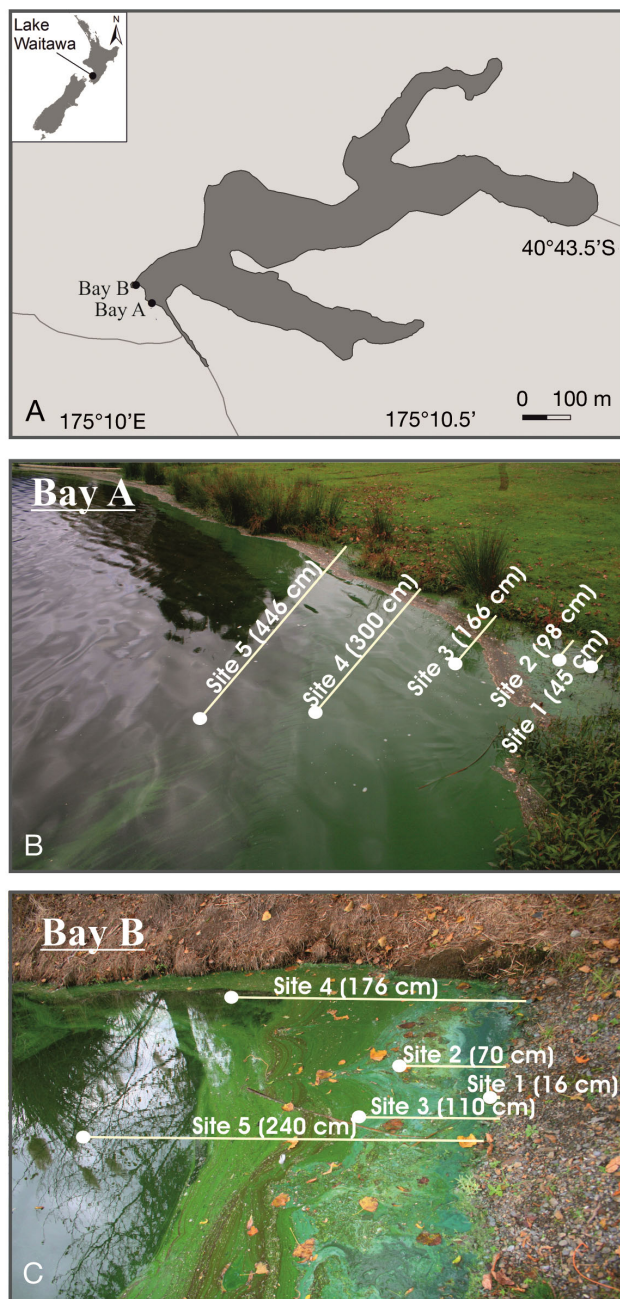 Lake
Waitawa
N
40°43.5'S
Bay B
Bay A
0 100 m
A
175°10'E
175°10.5'
Bay A
Site 5 (446 cm)
Site 4 (300 cm)
Site 3 (166 cm)
Site 2 (98 cm)
Site 1 (45 cm)
B
Bay B
Site 4 (176 cm)
Site 2 (70 cm)
Site 1 (16 cm)
Site 3 (110 cm)
Site 5 (240 cm)
C